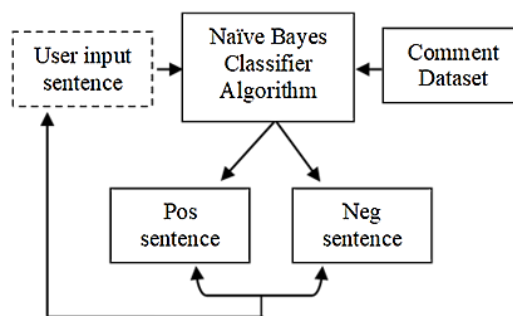 User input
sentence
Naïve Bayes
Classifier
Algorithm
Comment
Dataset
Pos
sentence
Neg
sentence